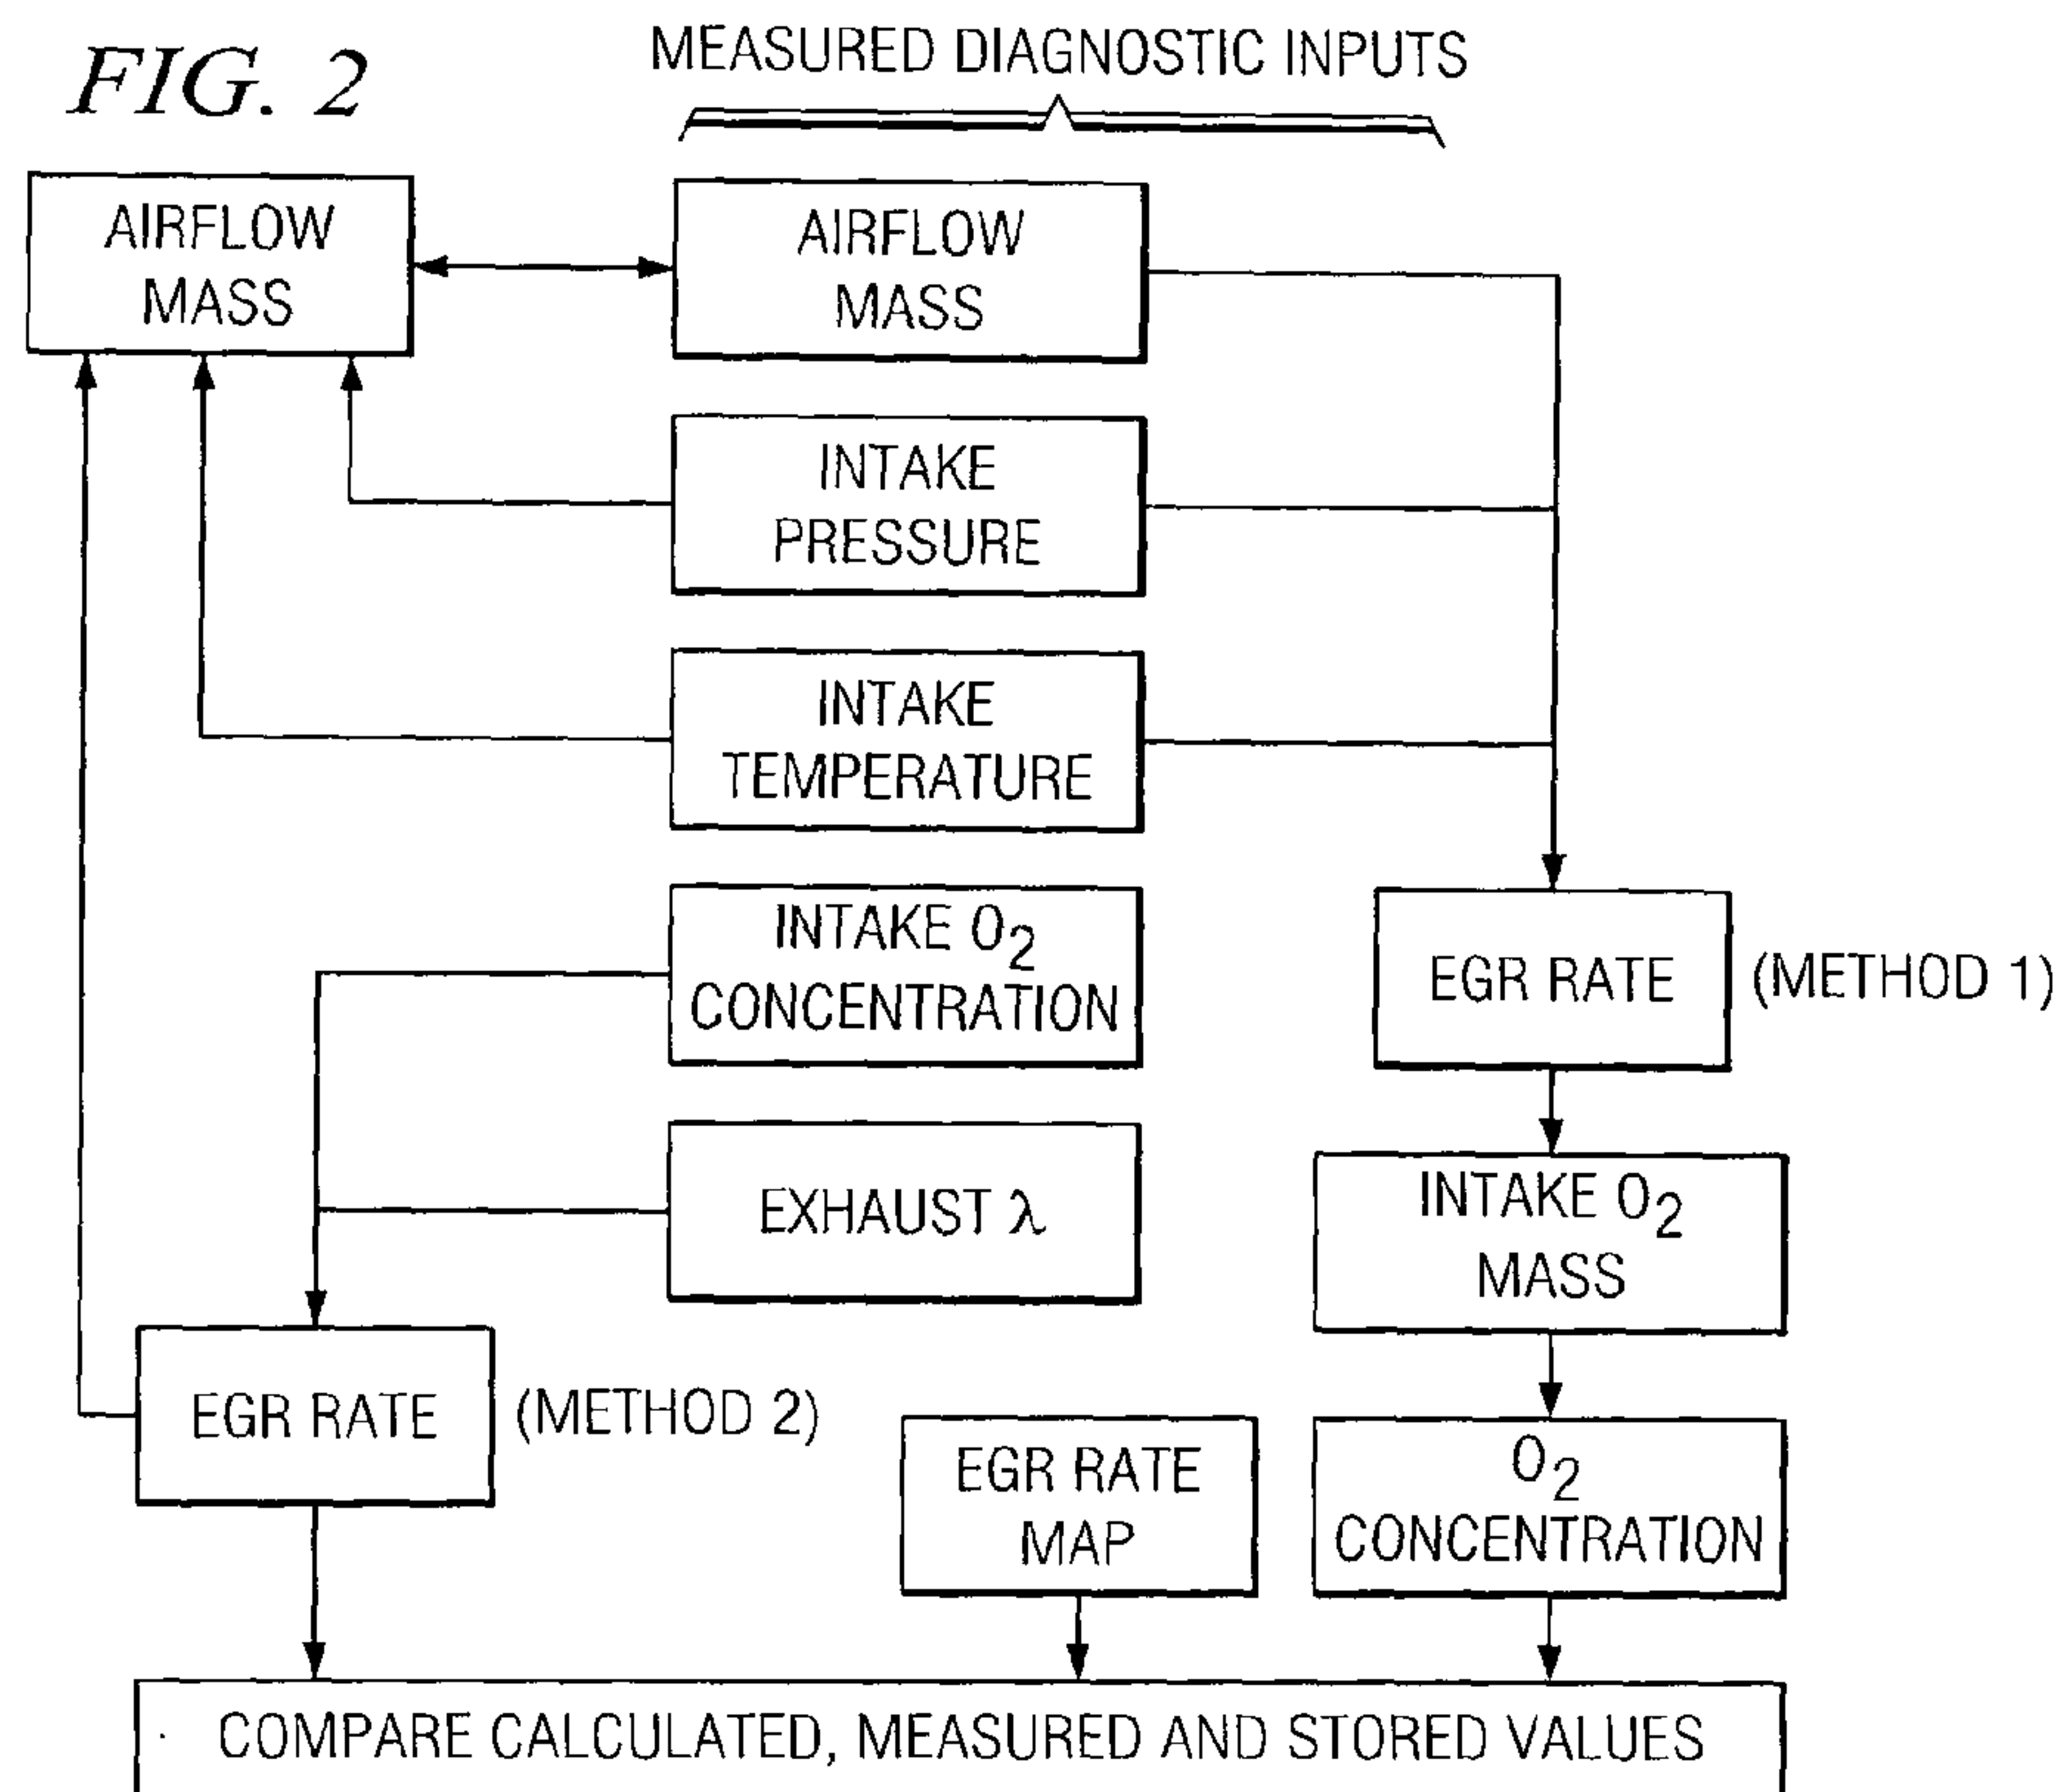 FIG. 2
MEASURED DIAGNOSTIC INPUTS
AIRFLOW
MASS
AIRFLOW
MASS
INTAKE
PRESSURE
INTAKE
TEMPERATURE
INTAKE O2
CONCENTRATION
EGR RATE (METHOD 1)
EXHAUST λ
INTAKE O2
MASS
EGR RATE (METHOD 2)
EGR RATE
MAP
O2
CONCENTRATION
COMPARE CALCULATED, MEASURED AND STORED VALUES